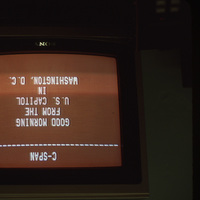 C-SPAN
GOOD MORNING
FROM THE
U.S. CAPITOL
IN
WASHINGTON, D.C.